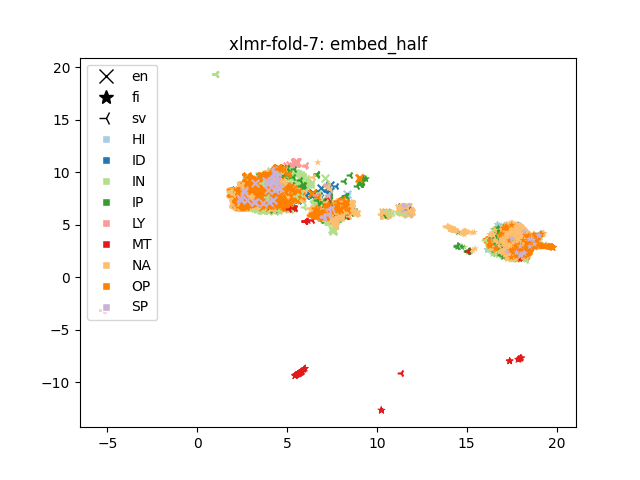 xlmr-fold-7: embed_half
en
fi
sv
HI
ID
IN
IP
LY
MT
NA
OP
SP
20
15
10
5
0
−5
−10
−5
0
5
10
15
20